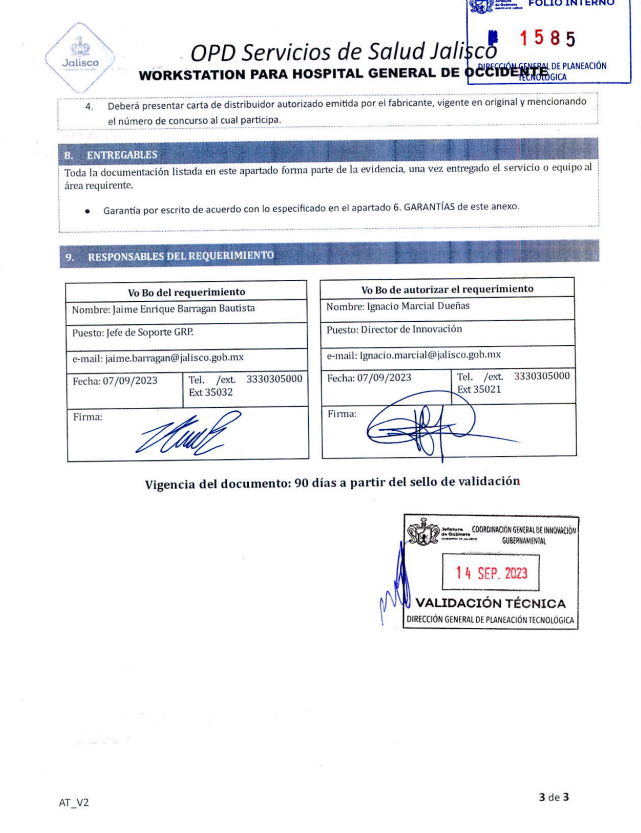 FOLIO INTERNO
Jalisco
OPD Servicios de Salud Jalisco
1585
WORKSTATION PARA HOSPITAL GENERAL DE OCCIDENTE
DIRECCIÓN GENERAL DE PLANEACIÓN
TECNOLÓGICA
4. Deberá presentar carta de distribuidor autorizado emitida por el fabricante, vigente en original y mencionando
el número de concurso al cual participa.
8. ENTREGABLES
Toda la documentación listada en este apartado forma parte de la evidencia, una vez entregado el servicio o equipo al
área requirente.
• Garantía por escrito de acuerdo con lo especificado en el apartado 6. GARANTÍAS de este anexo.
9. RESPONSABLES DEL REQUERIMIENTO
Vo Bo del requerimiento
Nombre: Jaime Enrique Barragan Bautista
Puesto: Jefe de Soporte GRP.
e-mail: jaime.barragan@jalisco.gob.mx
Fecha: 07/09/2023
Tel. /ext. 3330305000
Ext 35032
Firma:
Vo Bo de autorizar el requerimiento
Nombre: Ignacio Marcial Dueñas
Puesto: Director de Innovación
e-mail: Ignacio.marcial@jalisco.gob.mx
Fecha: 07/09/2023
Tel. /ext. 3330305000
Ext 35021
Firma:
Vigencia del documento: 90 días a partir del sello de validación
Jefatura
de Gabinete
COORDINACIÓN GENERAL DE INNOVACIÓN
GUBERNAMENTAL
14 SEP. 2023
VALIDACIÓN TÉCNICA
DIRECCIÓN GENERAL DE PLANEACIÓN TECNOLÓGICA
AT_V2
3 de 3